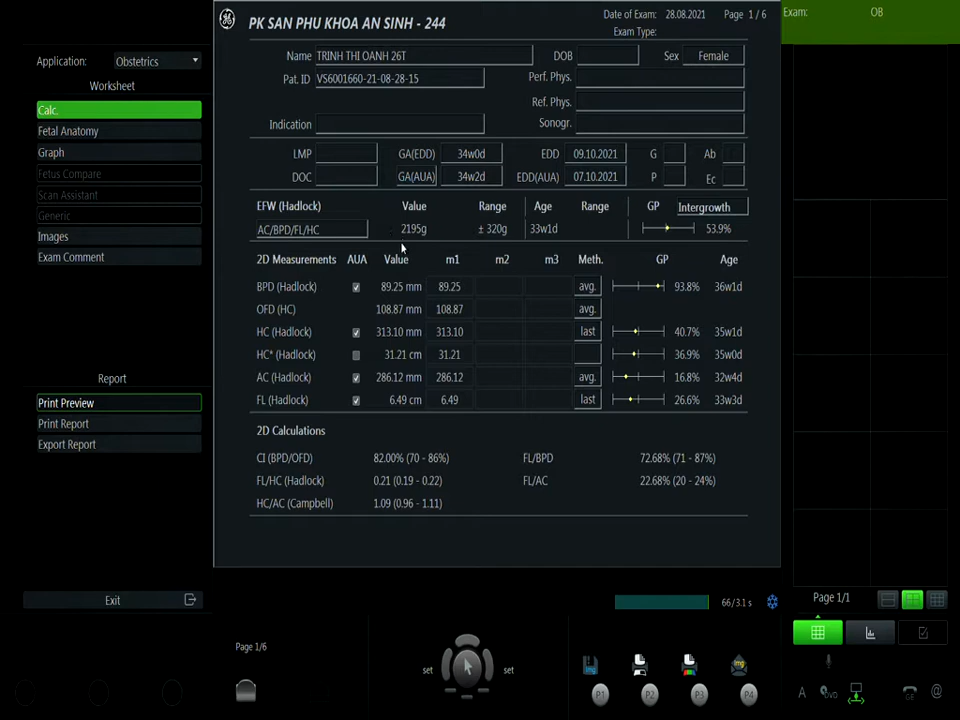 PK SAN PHU KHOA AN SINH - 244
Date of Exam: 28.08.2021 Page 1 / 6
Exam Type:
Exam: OB
Application: Obstetrics
Worksheet
Calc.
Fetal Anatomy
Graph
Fetus Compare
Scan Assistant
Generic
Images
Exam Comment
Report
Print Preview
Print Report
Export Report
Exit
Name TRINH THI OANH 26T DOB Sex Female
Pat. ID VS6001660-21-08-28-15 Perf. Phys.
Ref. Phys.
Indication Sonogr.
LMP GA(EDD) 34w0d EDD 09.10.2021 G Ab
DOC GA(AUA) 34w2d EDD(AUA) 07.10.2021 P Ec
EFW (Hadlock) Value Range Age Range GP Intergrowth
AC/BPD/FL/HC 2195g ± 320g 33w1d 53.9%
2D Measurements AUA Value m1 m2 m3 Meth. GP Age
BPD (Hadlock) 89.25 mm 89.25 avg. 93.8% 36w1d
OFD (HC) 108.87 mm 108.87 avg.
HC (Hadlock) 313.10 mm 313.10 last 40.7% 35w1d
HC* (Hadlock) 31.21 cm 31.21 36.9% 35w0d
AC (Hadlock) 286.12 mm 286.12 avg. 16.8% 32w4d
FL (Hadlock) 6.49 cm 6.49 last 26.6% 33w3d
2D Calculations
CI (BPD/OFD) 82.00% (70 - 86%) FL/BPD 72.68% (71 - 87%)
FL/HC (Hadlock) 0.21 (0.19 - 0.22) FL/AC 22.68% (20 - 24%)
HC/AC (Campbell) 1.09 (0.96 - 1.11)
66/3.1 s
Page 1/1
Page 1/6
set set
P1 P2 P3 P4
A DVD @